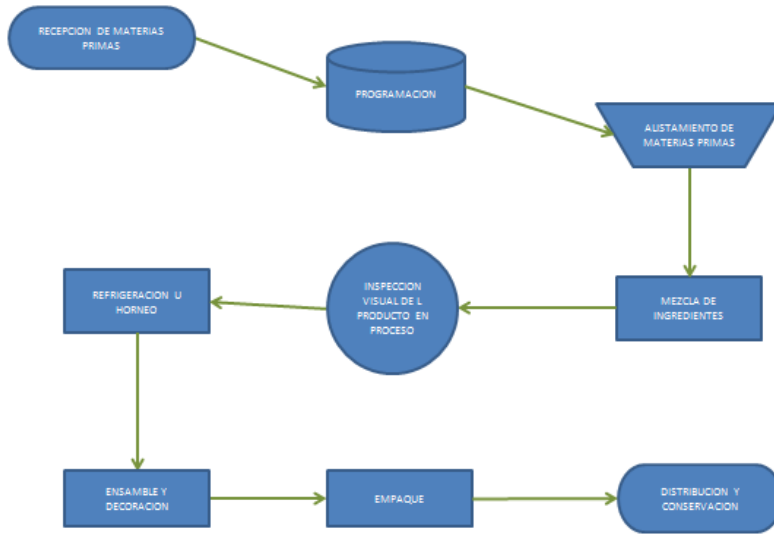 RECEPCION DE MATERIAS
PRIMAS
PROGRAMACION
ALISTAMIENTO DE
MATERIAS PRIMAS
MEZCLA DE
INGREDIENTES
INSPECCION
VISUAL DE L
PRODUCTO EN
PROCESO
REFRIGERACION U
HORNEO
ENSAMBLE Y
DECORACION
EMPAQUE
DISTRIBUCION Y
CONSERVACION